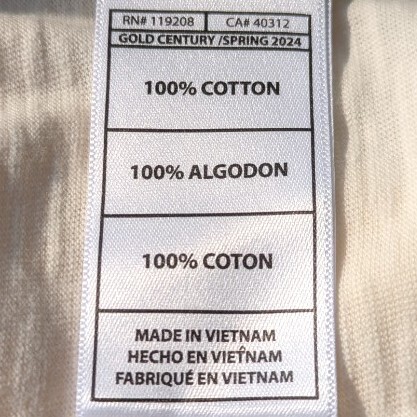 RN# 119208 CA# 40312
GOLD CENTURY /SPRING 2024
100% COTTON
100% ALGODON
100% COTON
MADE IN VIETNAM
HECHO EN VIETNAM
FABRIQUÉ EN VIETNAM